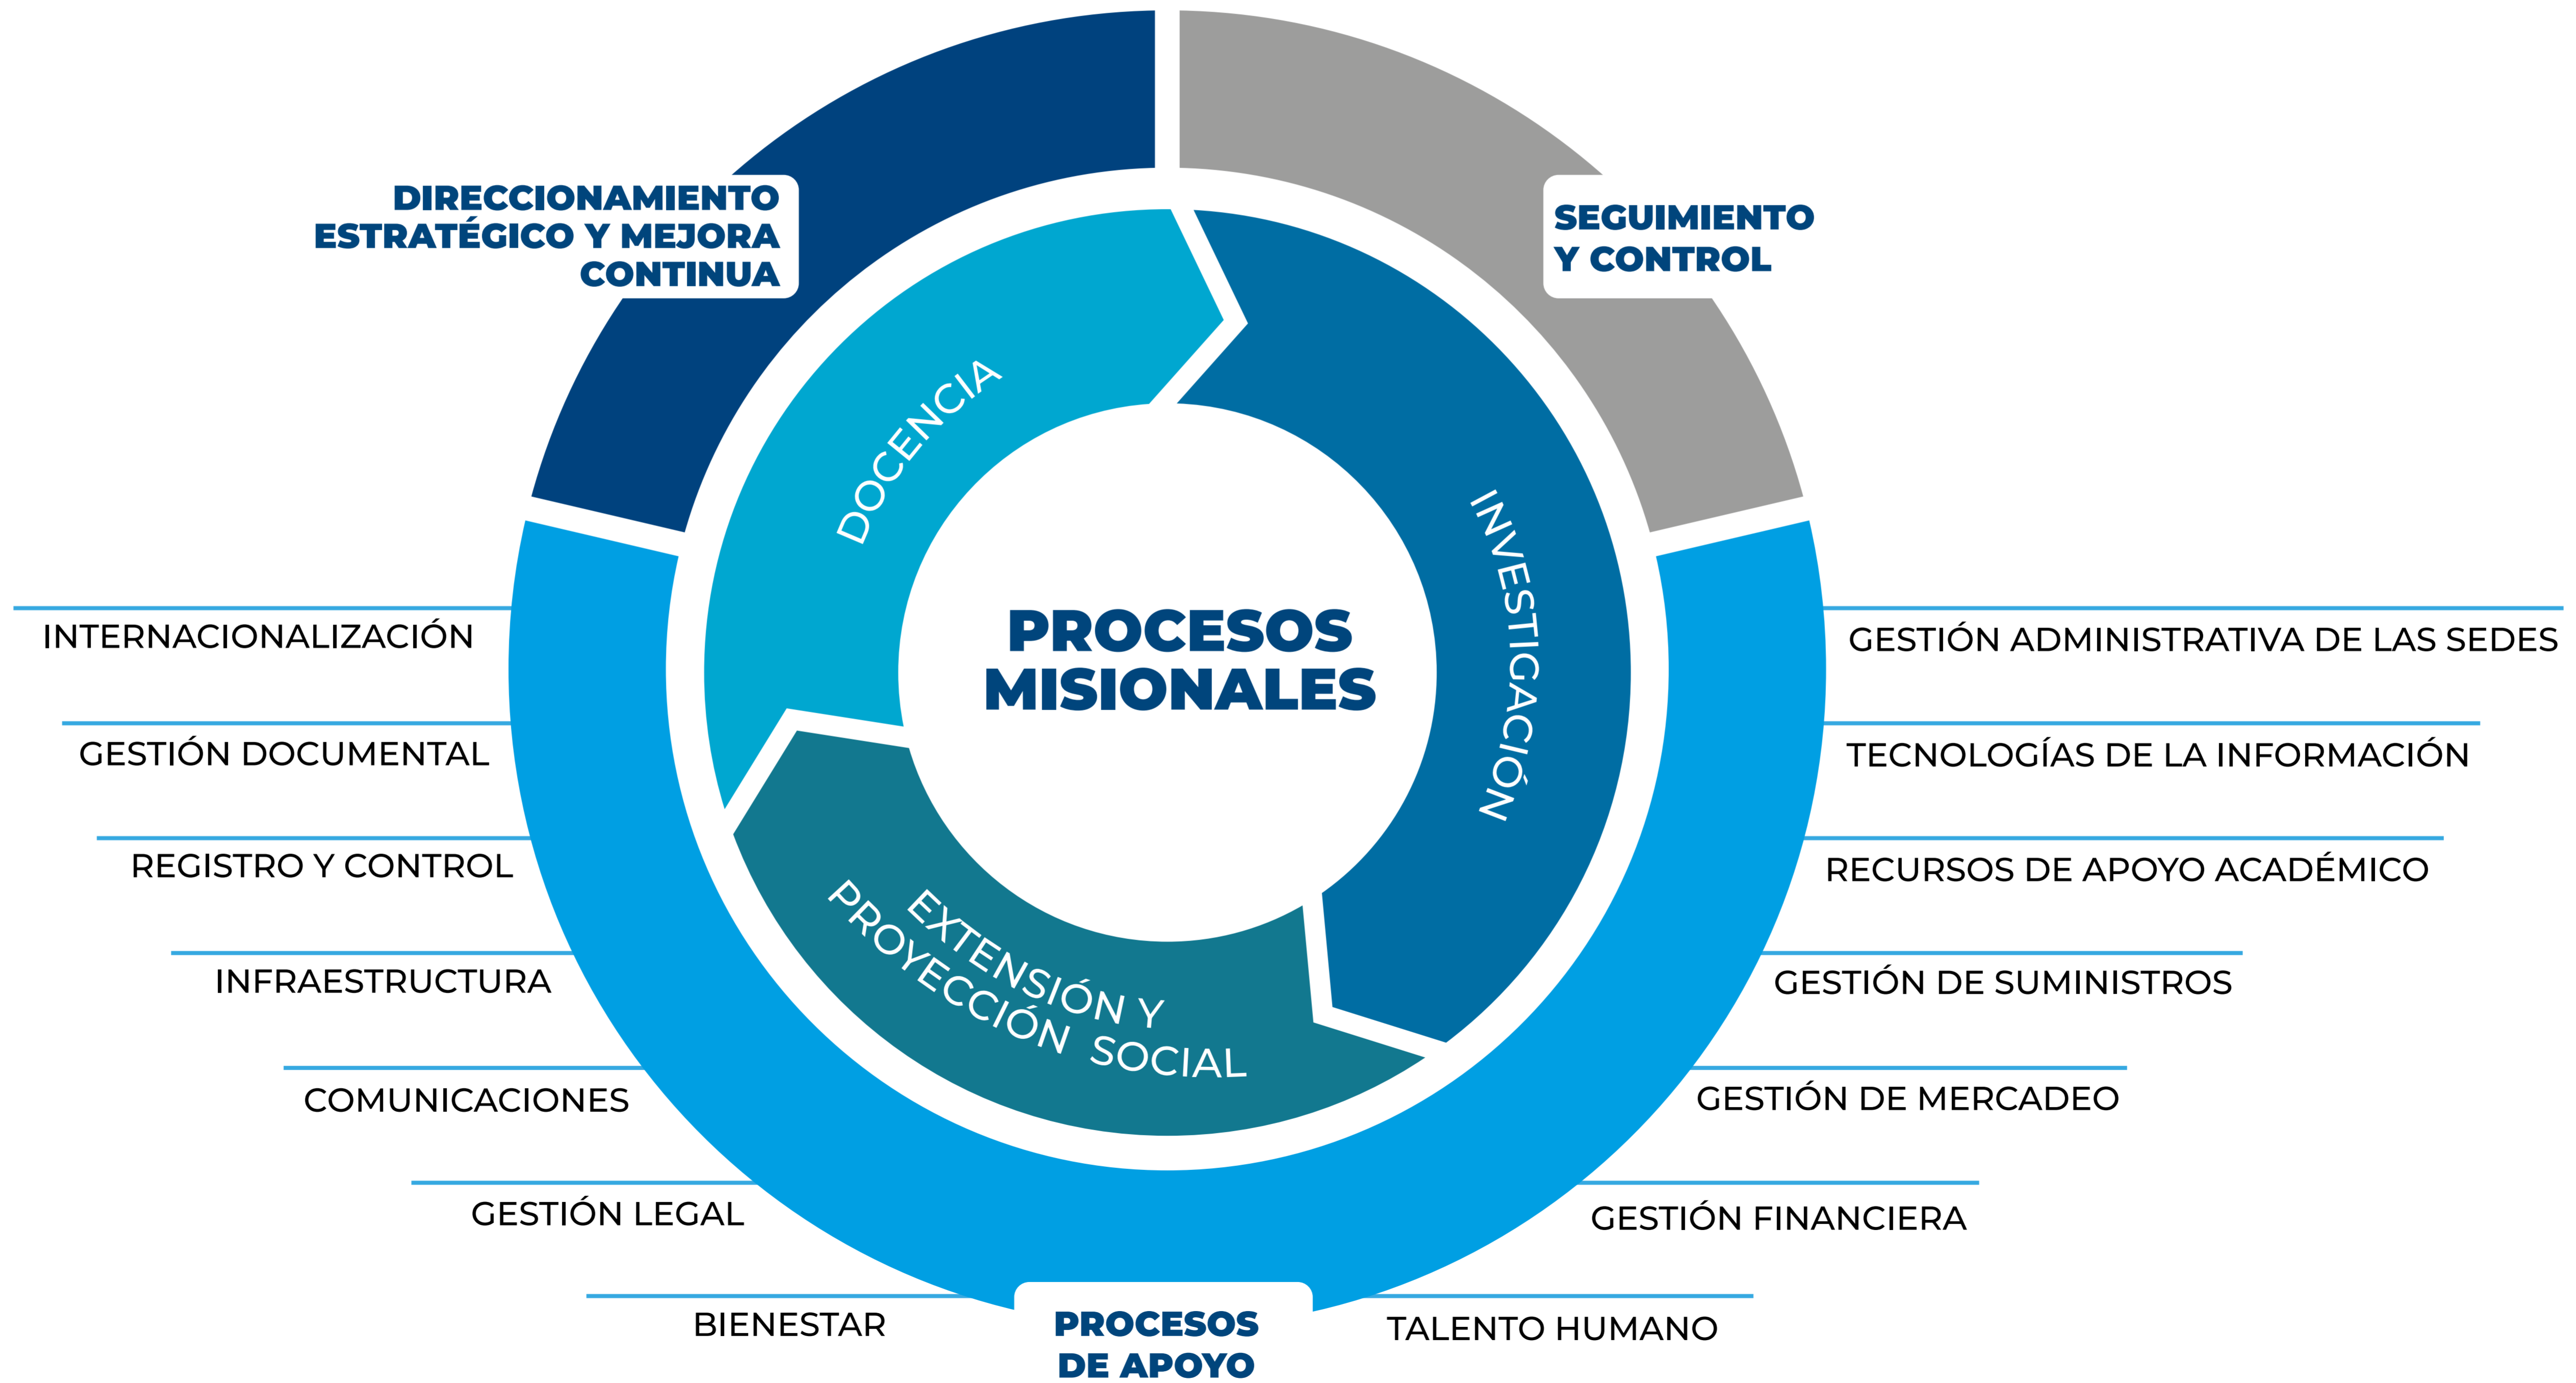 DIRECCIONAMIENTO
ESTRATÉGICO Y MEJORA
CONTINUA
SEGUIMIENTO
Y CONTROL
DOCENCIA
INVESTIGACIÓN
EXTENSIÓN Y
PROYECCIÓN SOCIAL
PROCESOS
MISIONALES
INTERNACIONALIZACIÓN
GESTIÓN DOCUMENTAL
REGISTRO Y CONTROL
INFRAESTRUCTURA
COMUNICACIONES
GESTIÓN LEGAL
BIENESTAR
GESTIÓN ADMINISTRATIVA DE LAS SEDES
TECNOLOGÍAS DE LA INFORMACIÓN
RECURSOS DE APOYO ACADÉMICO
GESTIÓN DE SUMINISTROS
GESTIÓN DE MERCADEO
GESTIÓN FINANCIERA
TALENTO HUMANO
PROCESOS
DE APOYO